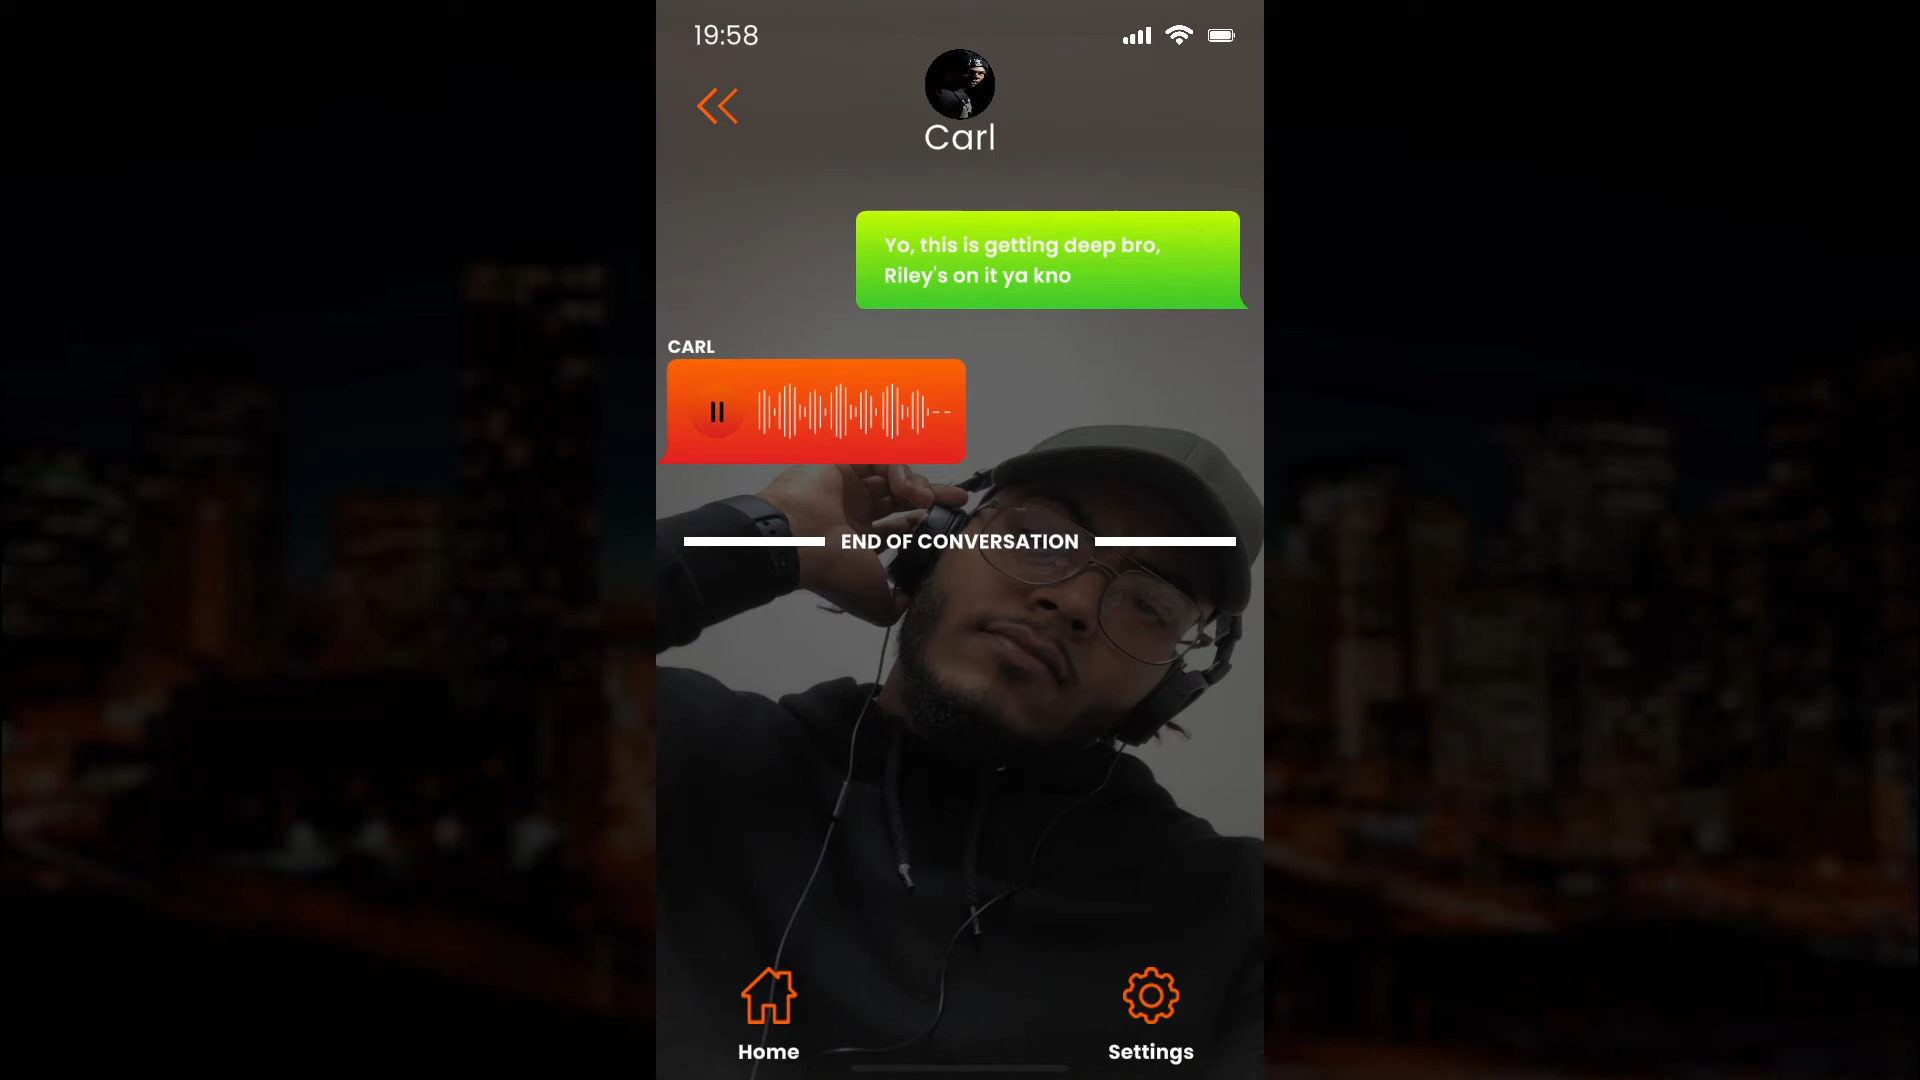 19:58
Carl
Yo, this is getting deep bro,
Riley's on it ya kno
CARL
END OF CONVERSATION
Home
Settings